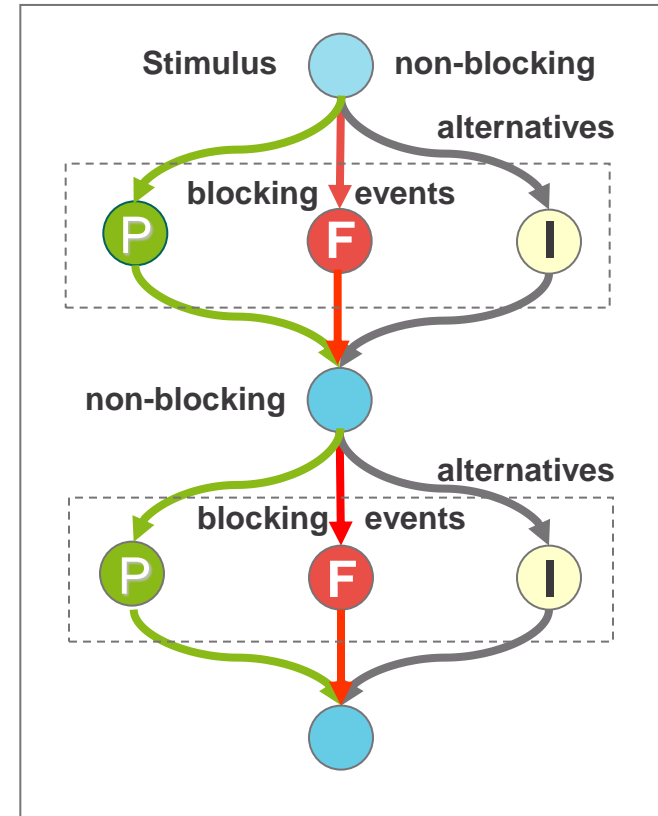 Stimulus non-blocking
alternatives
blocking events
P F I
non-blocking
alternatives
blocking events
P F I